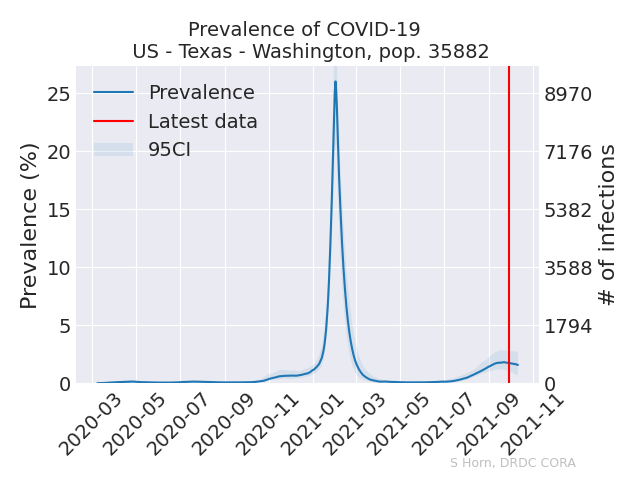 Prevalence of COVID-19
US - Texas - Washington, pop. 35882
Prevalence
Latest data
95CI
Prevalence (%)
25
20
15
10
5
0
8970
7176
5382
3588
1794
0
# of infections
2020-03
2020-05
2020-07
2020-09
2020-11
2021-01
2021-03
2021-05
2021-07
2021-09
2021-11
S Horn, DRDC CORA